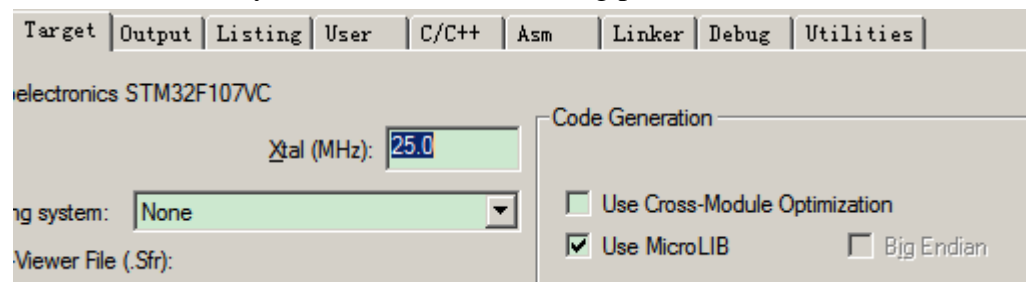 Target Output Listing User C/C++ Asm Linker Debug Utilities
electronics STM32F107VC
Code Generation
Xtal (MHz): 25.0
ng system: None
Use Cross-Module Optimization
Use MicroLIB Big Endian
-Viewer File (.Sfr):